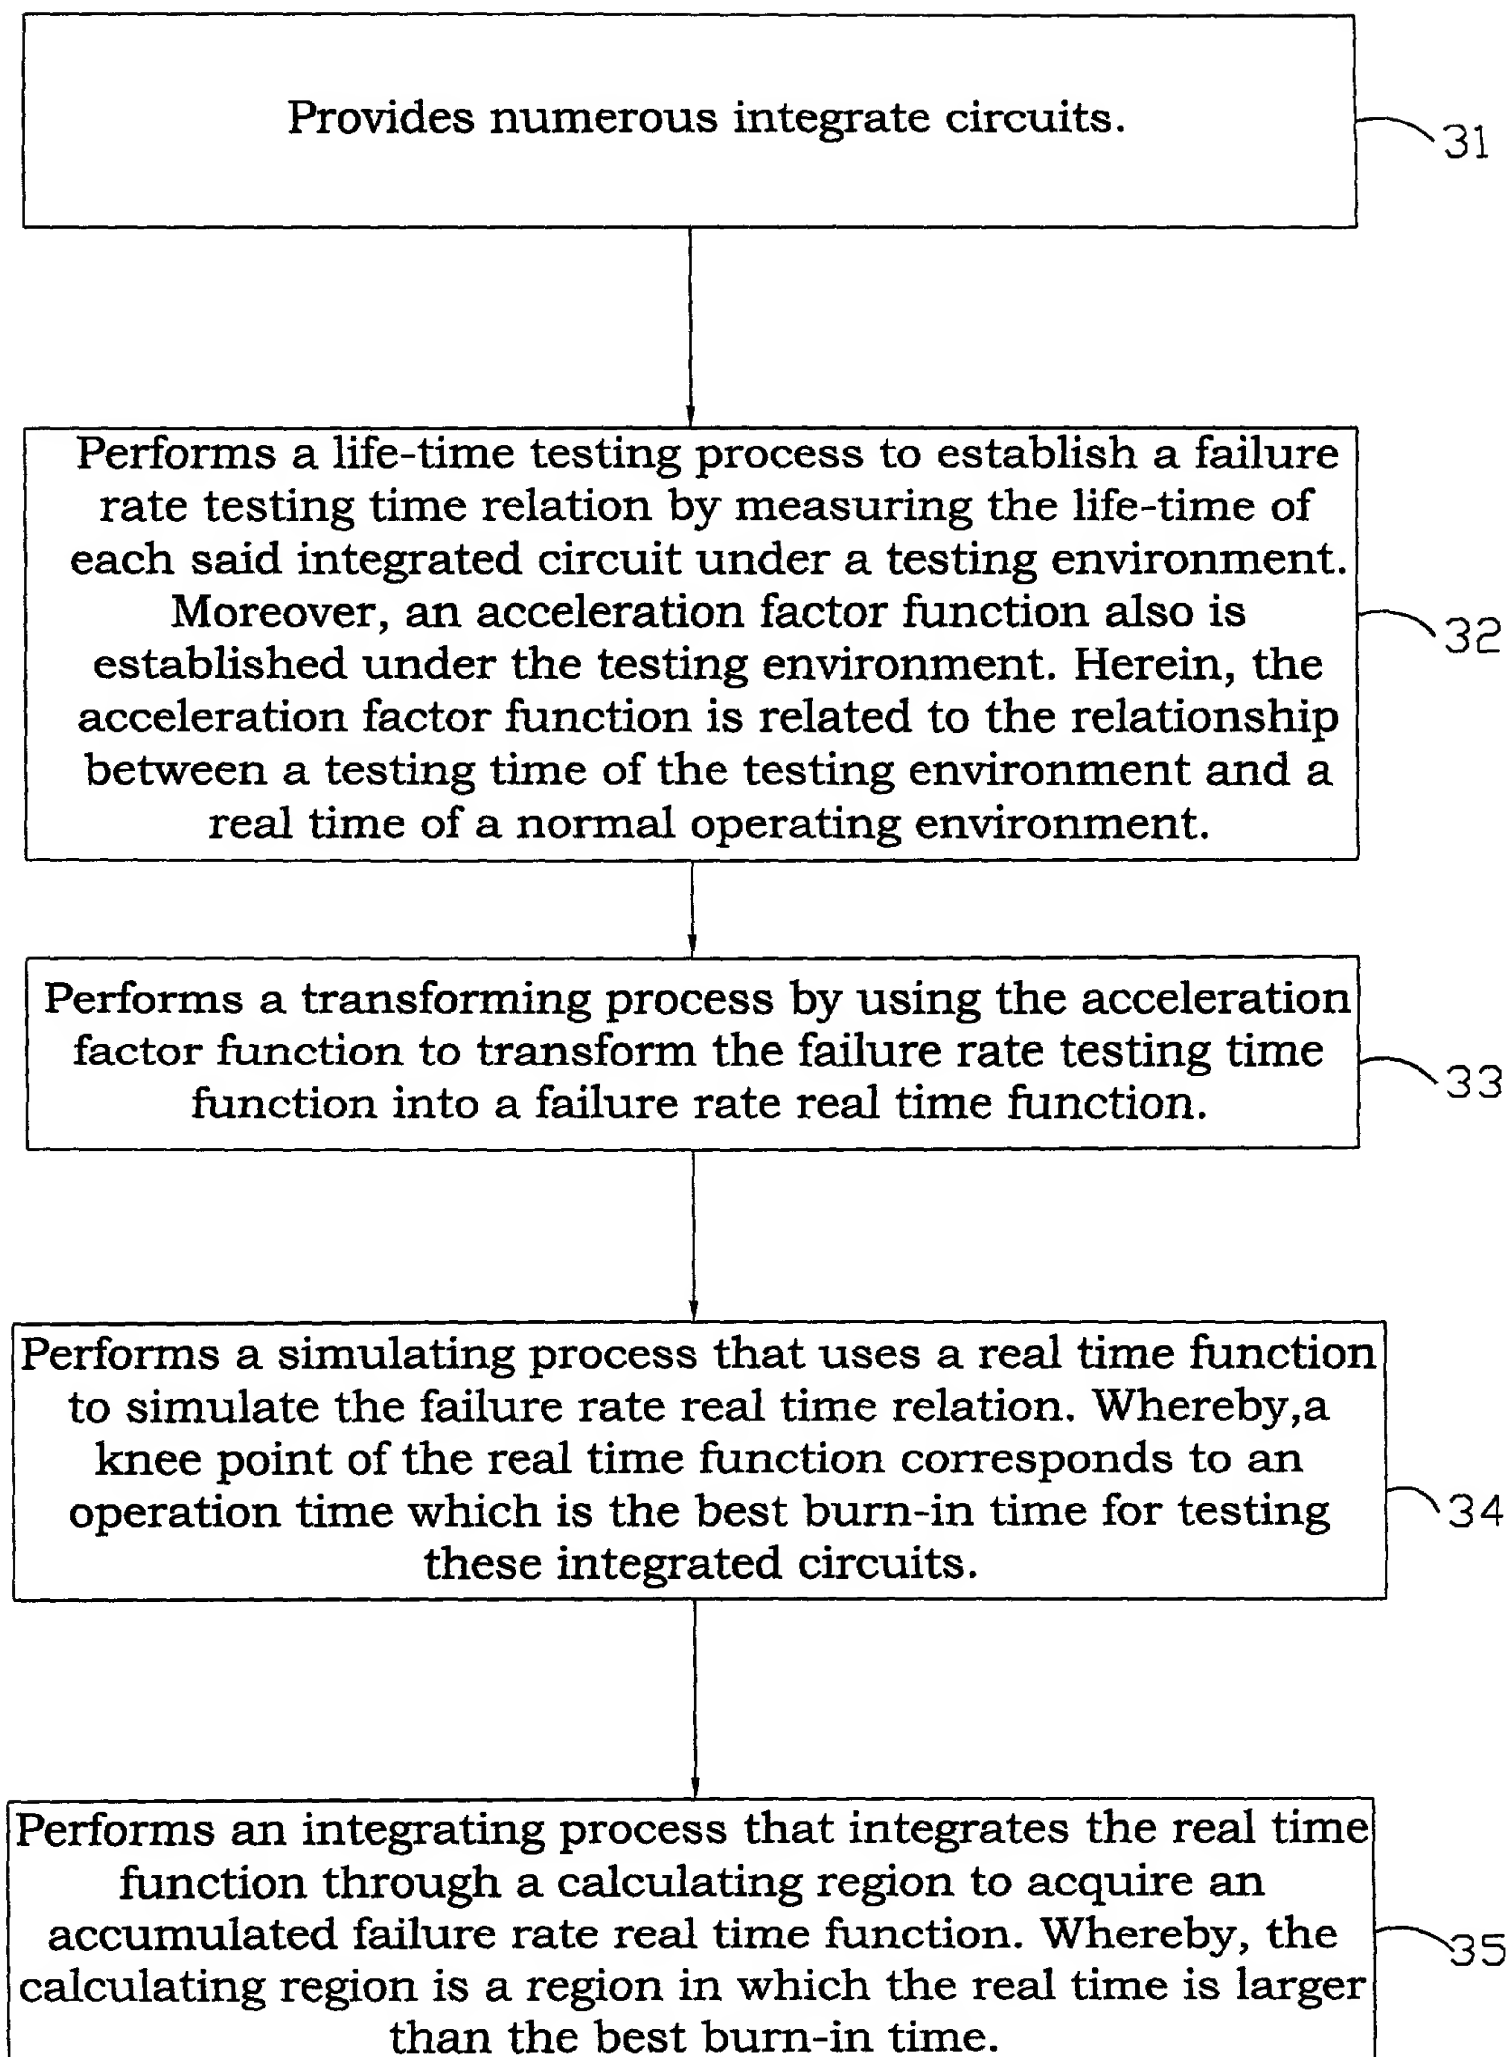 Provides numerous integrate circuits.
31
Performs a life-time testing process to establish a failure
rate testing time relation by measuring the life-time of
each said integrated circuit under a testing environment.
Moreover, an acceleration factor function also is
established under the testing environment. Herein, the
acceleration factor function is related to the relationship
between a testing time of the testing environment and a
real time of a normal operating environment.
32
Performs a transforming process by using the acceleration
factor function to transform the failure rate testing time
function into a failure rate real time function.
33
Performs a simulating process that uses a real time function
to simulate the failure rate real time relation. Whereby,a
knee point of the real time function corresponds to an
operation time which is the best burn-in time for testing
these integrated circuits.
34
Performs an integrating process that integrates the real time
function through a calculating region to acquire an
accumulated failure rate real time function. Whereby, the
calculating region is a region in which the real time is larger
than the best burn-in time.
35